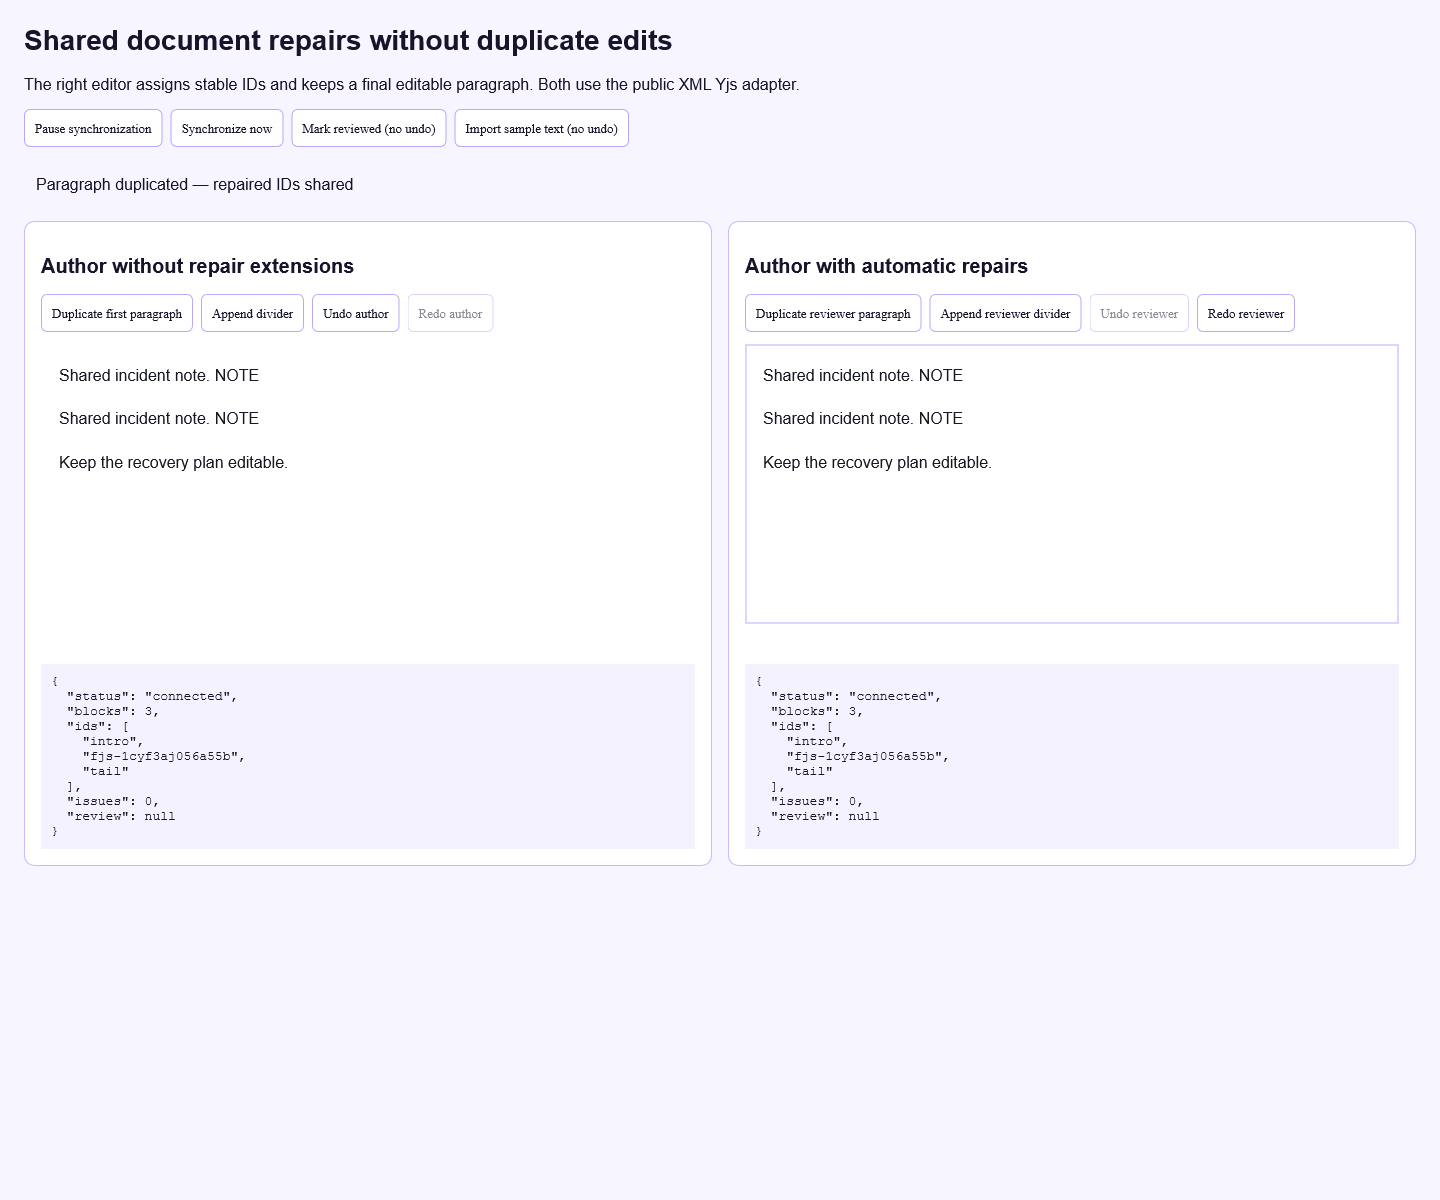 Shared document repairs without duplicate edits
The right editor assigns stable IDs and keeps a final editable paragraph. Both use the public XML Yjs adapter.
Pause synchronization
Synchronize now
Mark reviewed (no undo)
Import sample text (no undo)
Paragraph duplicated — repaired IDs shared
Author without repair extensions
Duplicate first paragraph
Append divider
Undo author
Redo author
Shared incident note. NOTE
Shared incident note. NOTE
Keep the recovery plan editable.
{
  "status": "connected",
  "blocks": 3,
  "ids": [
    "intro",
    "fjs-1cyf3aj056a55b",
    "tail"
  ],
  "issues": 0,
  "review": null
}
Author with automatic repairs
Duplicate reviewer paragraph
Append reviewer divider
Undo reviewer
Redo reviewer
Shared incident note. NOTE
Shared incident note. NOTE
Keep the recovery plan editable.
{
  "status": "connected",
  "blocks": 3,
  "ids": [
    "intro",
    "fjs-1cyf3aj056a55b",
    "tail"
  ],
  "issues": 0,
  "review": null
}